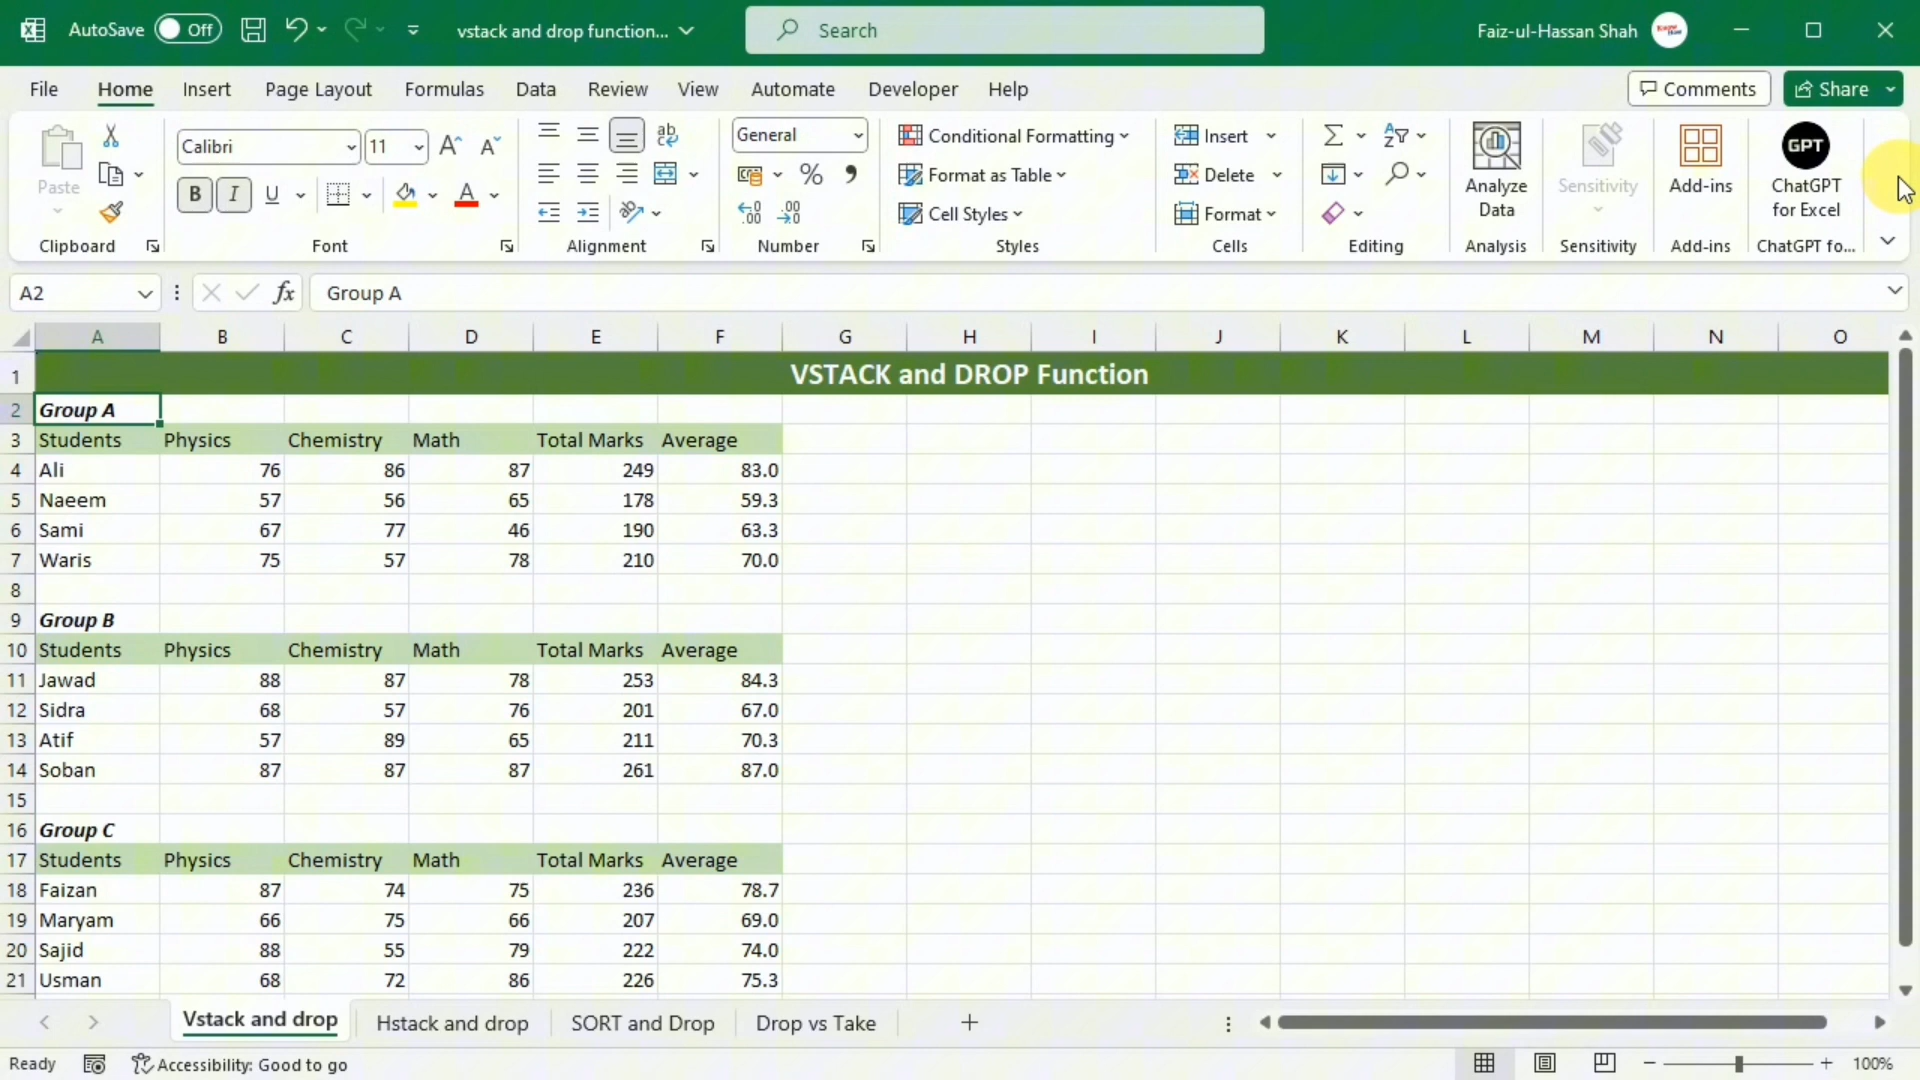 AutoSave Off vstack and drop function... Search Faiz-ul-Hassan Shah
File Home Insert Page Layout Formulas Data Review View Automate Developer Help Comments Share
Paste
Clipboard
Calibri 11
B I U
Font
Alignment
General
Number
Conditional Formatting
Format as Table
Cell Styles
Styles
Insert
Delete
Format
Cells
Editing
Analyze
Data
Analysis
Sensitivity
Sensitivity
Add-ins
Add-ins
GPT
ChatGPT
for Excel
ChatGPT fo...
A2 fx Group A
A B C D E F G H I J K L M N O
1 VSTACK and DROP Function
2 Group A
3 Students Physics Chemistry Math Total Marks Average
4 Ali 76 86 87 249 83.0
5 Naeem 57 56 65 178 59.3
6 Sami 67 77 46 190 63.3
7 Waris 75 57 78 210 70.0
8
9 Group B
10 Students Physics Chemistry Math Total Marks Average
11 Jawad 88 87 78 253 84.3
12 Sidra 68 57 76 201 67.0
13 Atif 57 89 65 211 70.3
14 Soban 87 87 87 261 87.0
15
16 Group C
17 Students Physics Chemistry Math Total Marks Average
18 Faizan 87 74 75 236 78.7
19 Maryam 66 75 66 207 69.0
20 Sajid 88 55 79 222 74.0
21 Usman 68 72 86 226 75.3
Vstack and drop Hstack and drop SORT and Drop Drop vs Take
Ready Accessibility: Good to go 100%